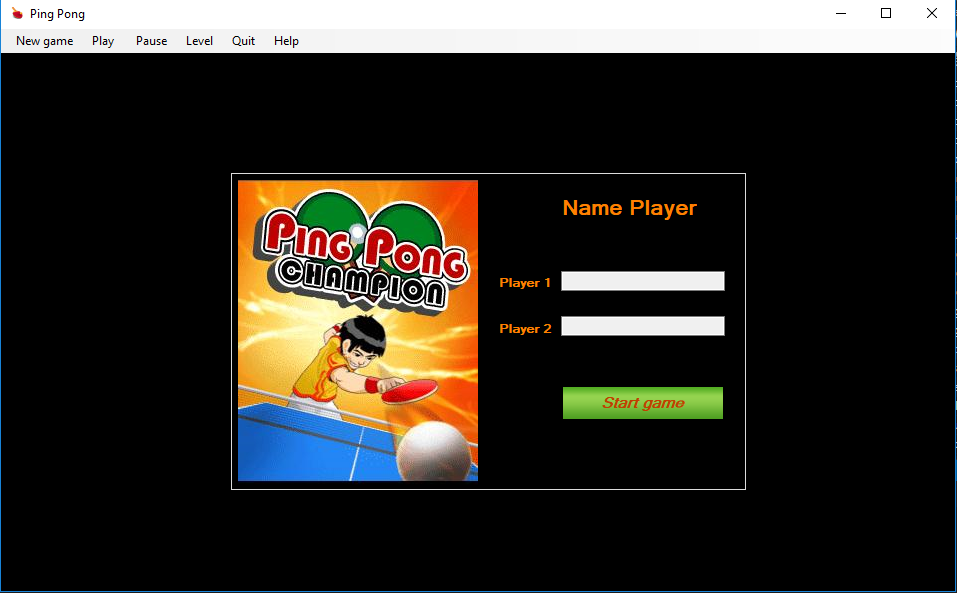 Ping Pong
New game Play Pause Level Quit Help
PING PONG
CHAMPION
Name Player
Player 1
Player 2
Start game